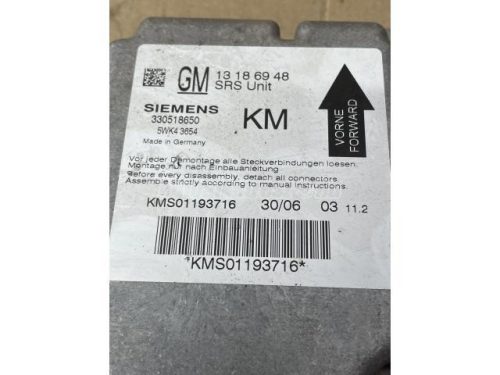 GM 13 18 69 48
SRS Unit
SIEMENS
330518650
5WK4 3654
Made in Germany
KM
VORNE
FORWARD
Vor jeder Demontage alle Steckverbindungen loesen.
Montage nur nach Einbauanleitung
Before every disassembly, detach all connectors.
Assemble strictly according to manual instructions.
KMS01193716 30/06 03 11.2
*KMS01193716*